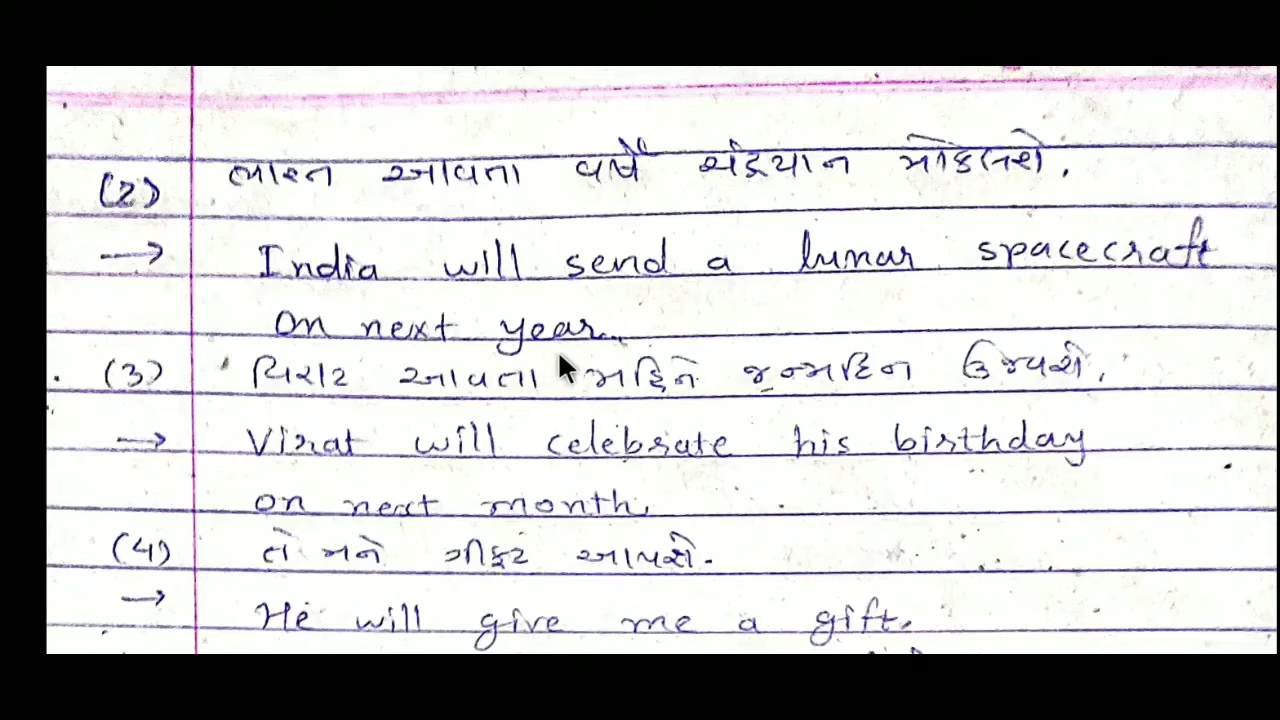 (2) ભારત આવતા વર્ષે ચંદ્રયાન મોકલશે.
→ India will send a lunar spacecraft
on next year.
(3) વિરાટ આવતા મહિને જન્મદિન ઉજવશે.
→ Virat will celebrate his birthday
on next month.
(4) તે મને ગીફટ આપશે.
→ He will give me a gift.